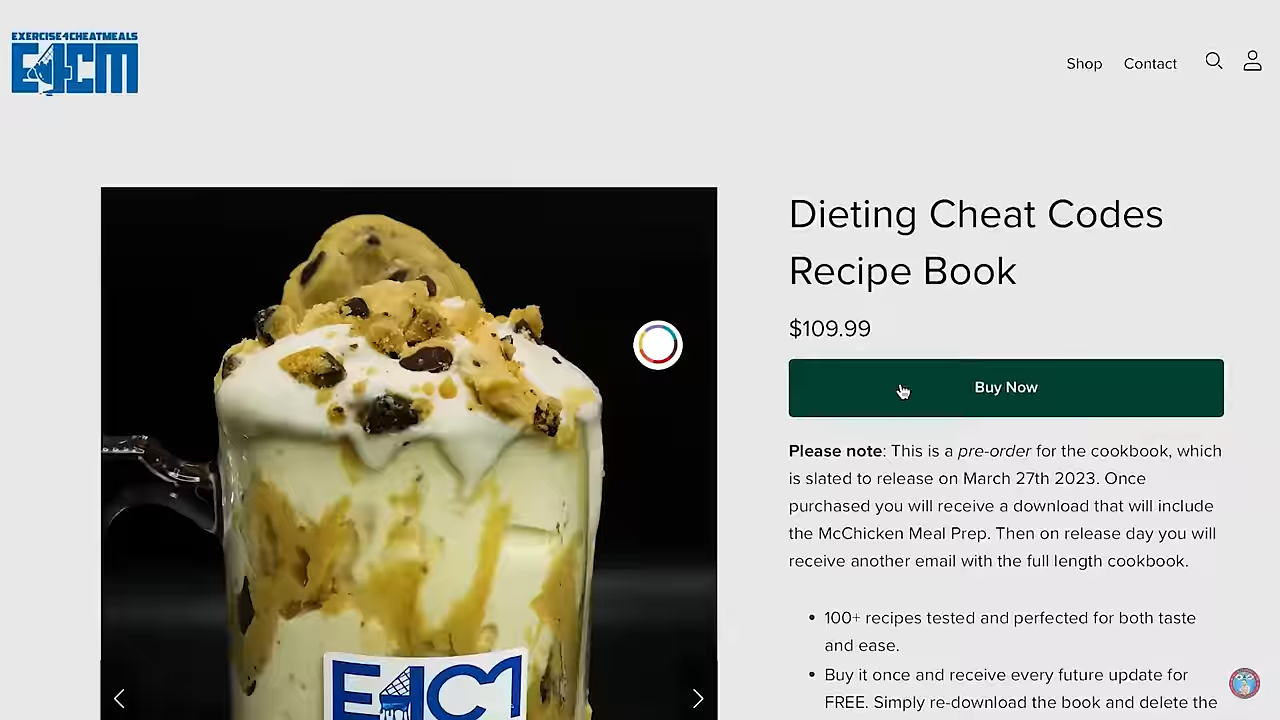 EXERCISE4CHEATMEALS
E4CM
Shop
Contact
Dieting Cheat Codes
Recipe Book
$109.99
Buy Now
Please note: This is a pre-order for the cookbook, which
is slated to release on March 27th 2023. Once
purchased you will receive a download that will include
the McChicken Meal Prep. Then on release day you will
receive another email with the full length cookbook.
• 100+ recipes tested and perfected for both taste
and ease.
• Buy it once and receive every future update for
FREE. Simply re-download the book and delete the
E4CM